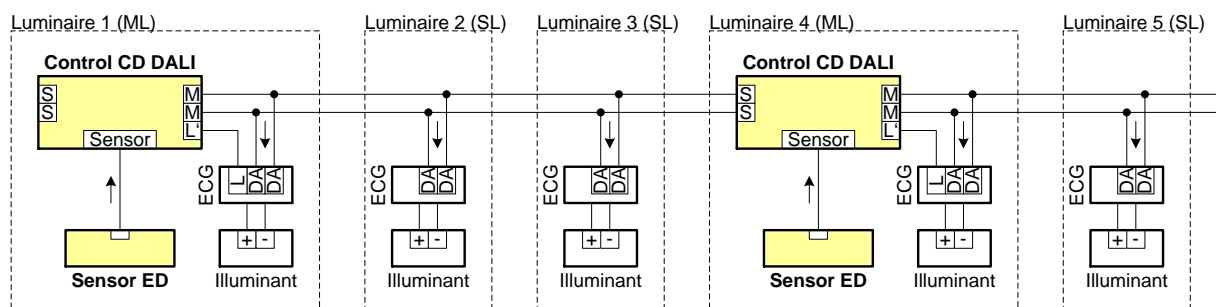 Luminaire 1 (ML)
Luminaire 2 (SL)
Luminaire 3 (SL)
Luminaire 4 (ML)
Luminaire 5 (SL)
Control CD DALI
S
S
M
M
L'
Sensor
Control CD DALI
S
S
M
M
L'
Sensor
ECG
L
DA
DA
ECG
DA
DA
ECG
DA
DA
ECG
L
DA
DA
ECG
DA
DA
+ -
+ -
+ -
+ -
+ -
Sensor ED
Illuminant
Illuminant
Illuminant
Sensor ED
Illuminant
Illuminant